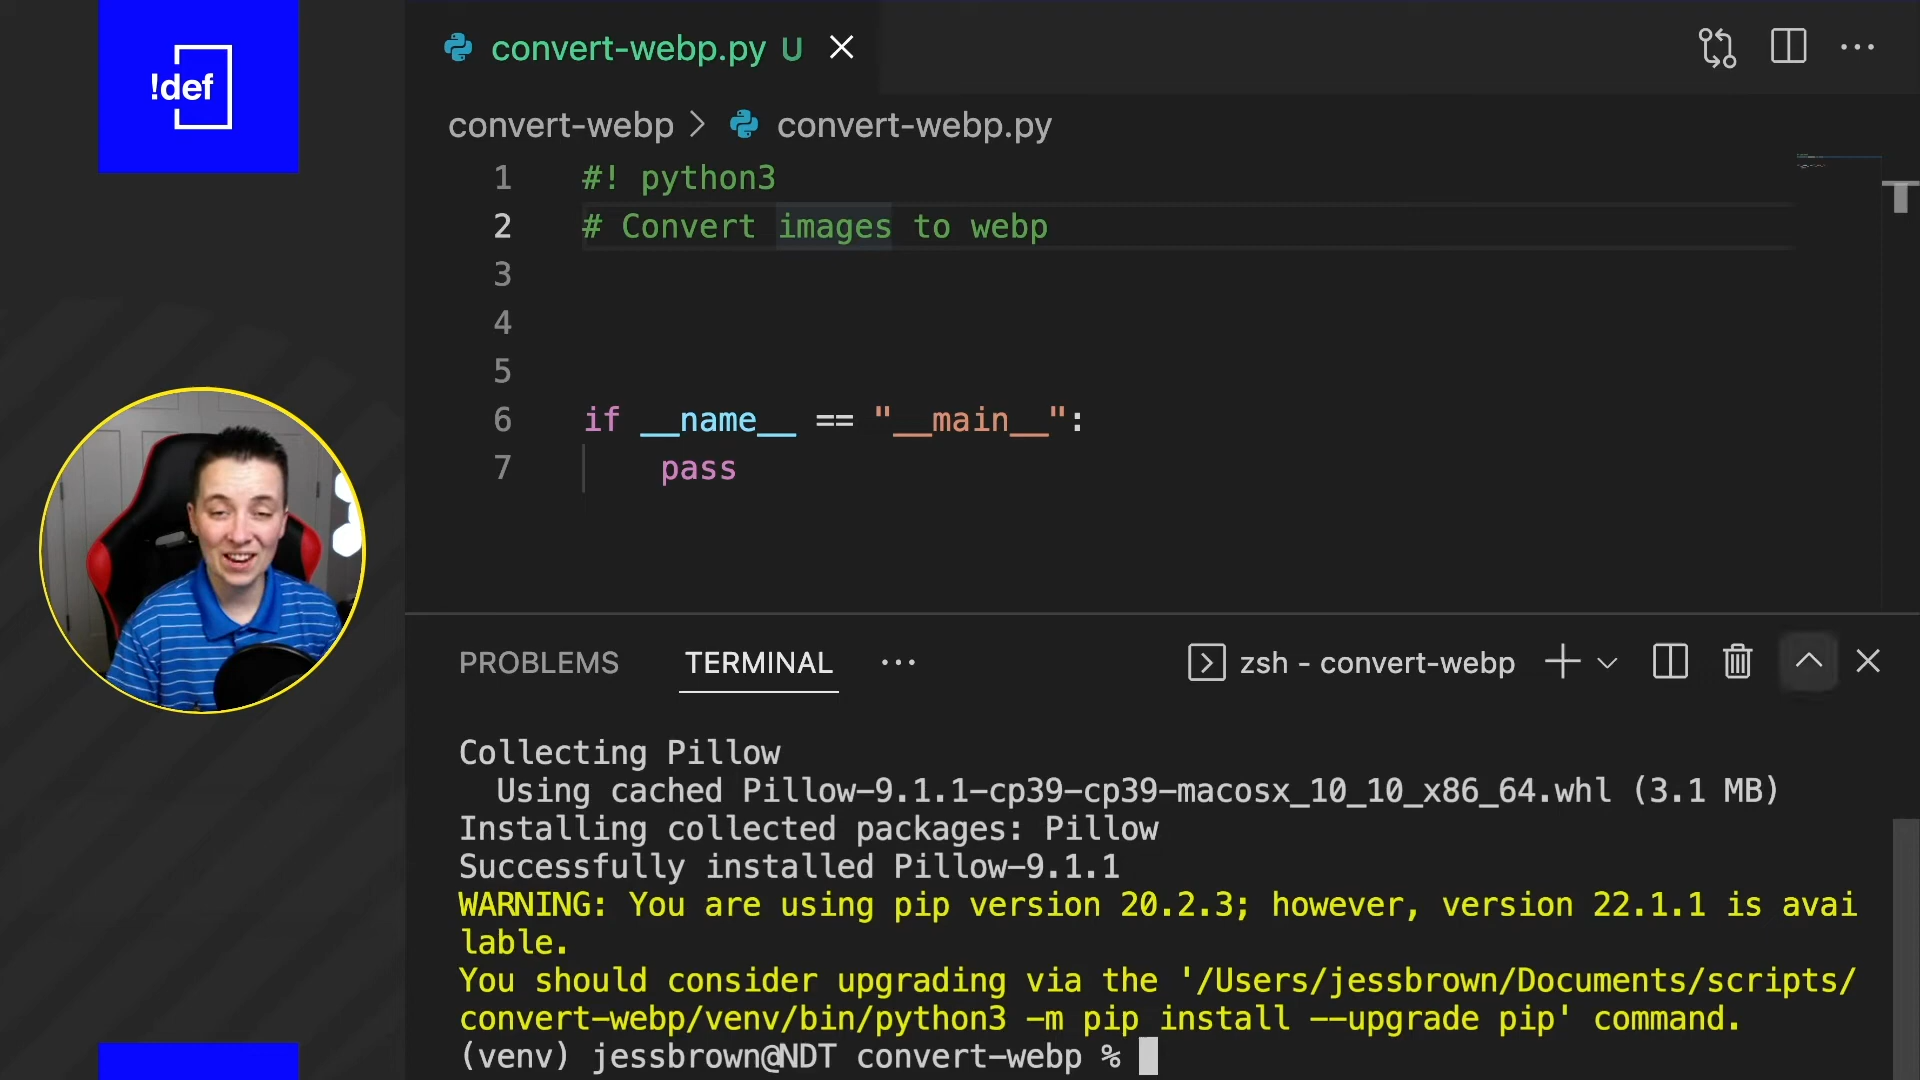 !def
convert-webp.py U
convert-webp > convert-webp.py
1 #! python3
2 # Convert images to webp
3
4
5
6 if __name__ == "__main__":
7 pass
PROBLEMS TERMINAL ... zsh - convert-webp
Collecting Pillow
Using cached Pillow-9.1.1-cp39-cp39-macosx_10_10_x86_64.whl (3.1 MB)
Installing collected packages: Pillow
Successfully installed Pillow-9.1.1
WARNING: You are using pip version 20.2.3; however, version 22.1.1 is avai
lable.
You should consider upgrading via the '/Users/jessbrown/Documents/scripts/
convert-webp/venv/bin/python3 -m pip install --upgrade pip' command.
(venv) jessbrown@NDT convert-webp %